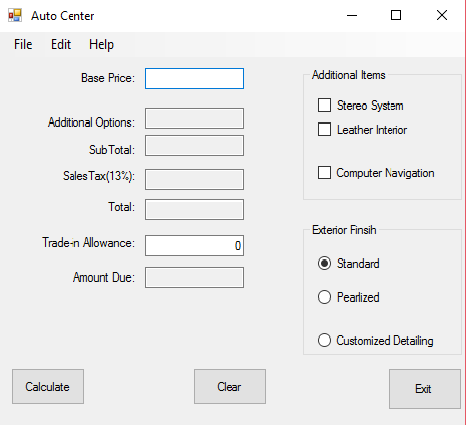 Auto Center
File Edit Help
Base Price:
Additional Options:
SubTotal:
SalesTax(13%):
Total:
Trade-n Allowance:
0
Amount Due:
Additional Items
Stereo System
Leather Interior
Computer Navigation
Exterior Finsih
Standard
Pearlized
Customized Detailing
Calculate
Clear
Exit